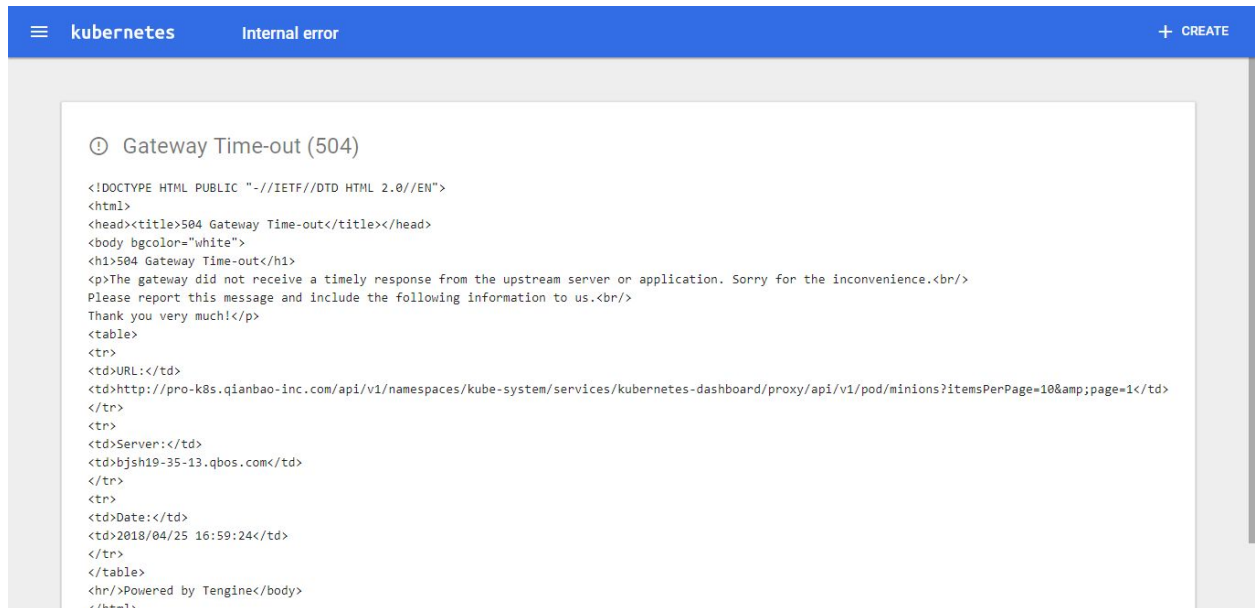 kubernetes Internal error + CREATE
Gateway Time-out (504)
<!DOCTYPE HTML PUBLIC "-//IETF//DTD HTML 2.0//EN">
<html>
<head><title>504 Gateway Time-out</title></head>
<body bgcolor="white">
<h1>504 Gateway Time-out</h1>
<p>The gateway did not receive a timely response from the upstream server or application. Sorry for the inconvenience.<br/>
Please report this message and include the following information to us.<br/>
Thank you very much!</p>
<table>
<tr>
<td>URL:</td>
<td>http://pro-k8s.qianbao-inc.com/api/v1/namespaces/kube-system/services/kubernetes-dashboard/proxy/api/v1/pod/minions?itemsPerPage=10&amp;page=1</td>
</tr>
<tr>
<td>Server:</td>
<td>bjsh19-35-13.qbos.com</td>
</tr>
<tr>
<td>Date:</td>
<td>2018/04/25 16:59:24</td>
</tr>
</table>
<hr/>Powered by Tengine</body>
</html>